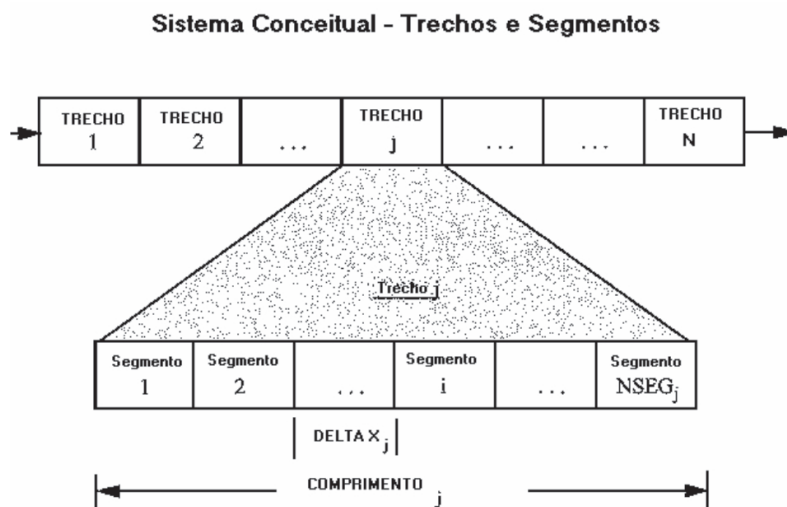 Sistema Conceitual - Trechos e Segmentos
TRECHO TRECHO TRECHO TRECHO
1 2 ... j ... ... N
Trecho j
Segmento Segmento Segmento Segmento
1 2 ... i ... NSEGj
DELTA X j
COMPRIMENTO j